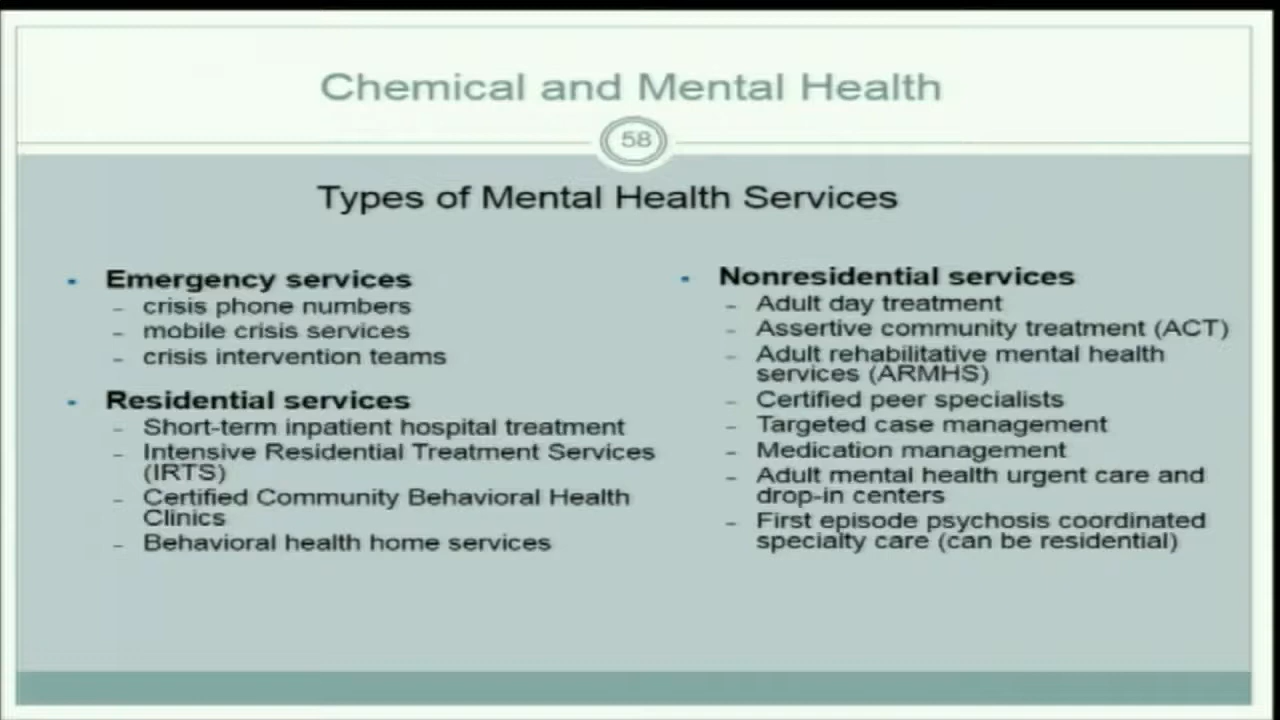 Chemical and Mental Health
58
Types of Mental Health Services
▪ Emergency services
– crisis phone numbers
– mobile crisis services
– crisis intervention teams
▪ Residential services
– Short-term inpatient hospital treatment
– Intensive Residential Treatment Services
(IRTS)
– Certified Community Behavioral Health
Clinics
– Behavioral health home services
▪ Nonresidential services
– Adult day treatment
– Assertive community treatment (ACT)
– Adult rehabilitative mental health
services (ARMHS)
– Certified peer specialists
– Targeted case management
– Medication management
– Adult mental health urgent care and
drop-in centers
– First episode psychosis coordinated
specialty care (can be residential)